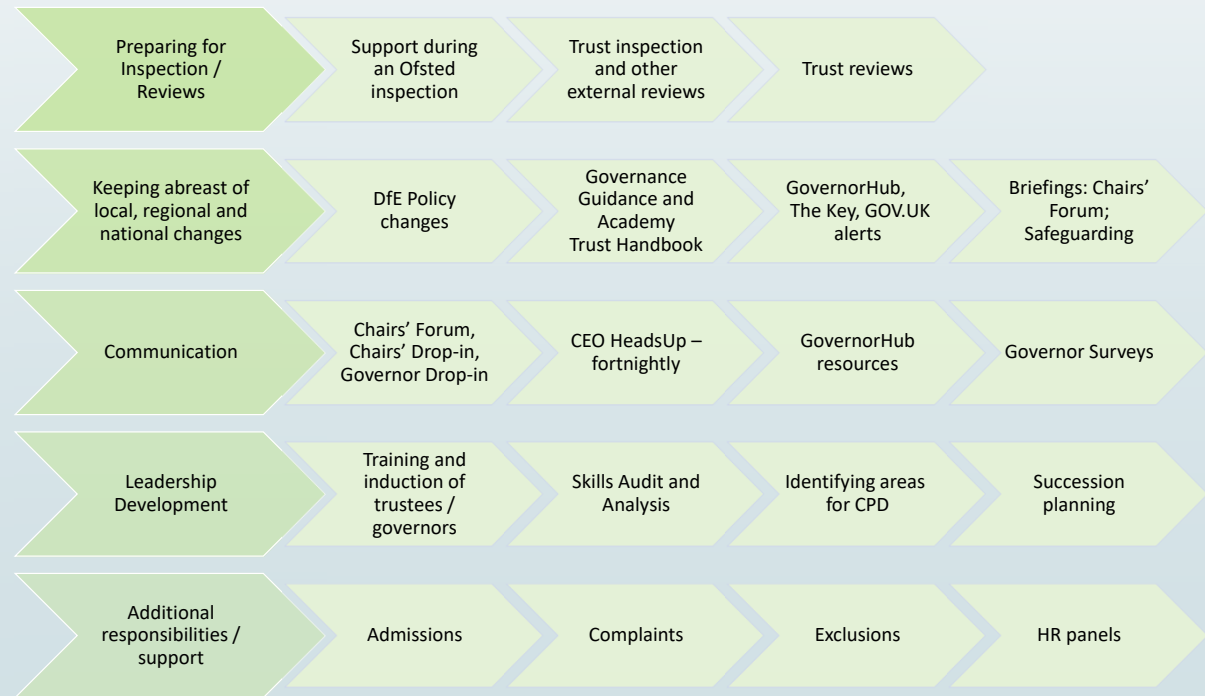 Preparing for
Inspection /
Reviews
Support during
an Ofsted
inspection
Trust inspection
and other
external reviews
Trust reviews
Keeping abreast of
local, regional and
national changes
DfE Policy
changes
Governance
Guidance and
Academy
Trust Handbook
GovernorHub,
The Key, GOV.UK
alerts
Briefings: Chairs’
Forum;
Safeguarding
Communication
Chairs’ Forum,
Chairs’ Drop-in,
Governor Drop-in
CEO HeadsUp –
fortnightly
GovernorHub
resources
Governor Surveys
Leadership
Development
Training and
induction of
trustees /
governors
Skills Audit and
Analysis
Identifying areas
for CPD
Succession
planning
Additional
responsibilities /
support
Admissions
Complaints
Exclusions
HR panels